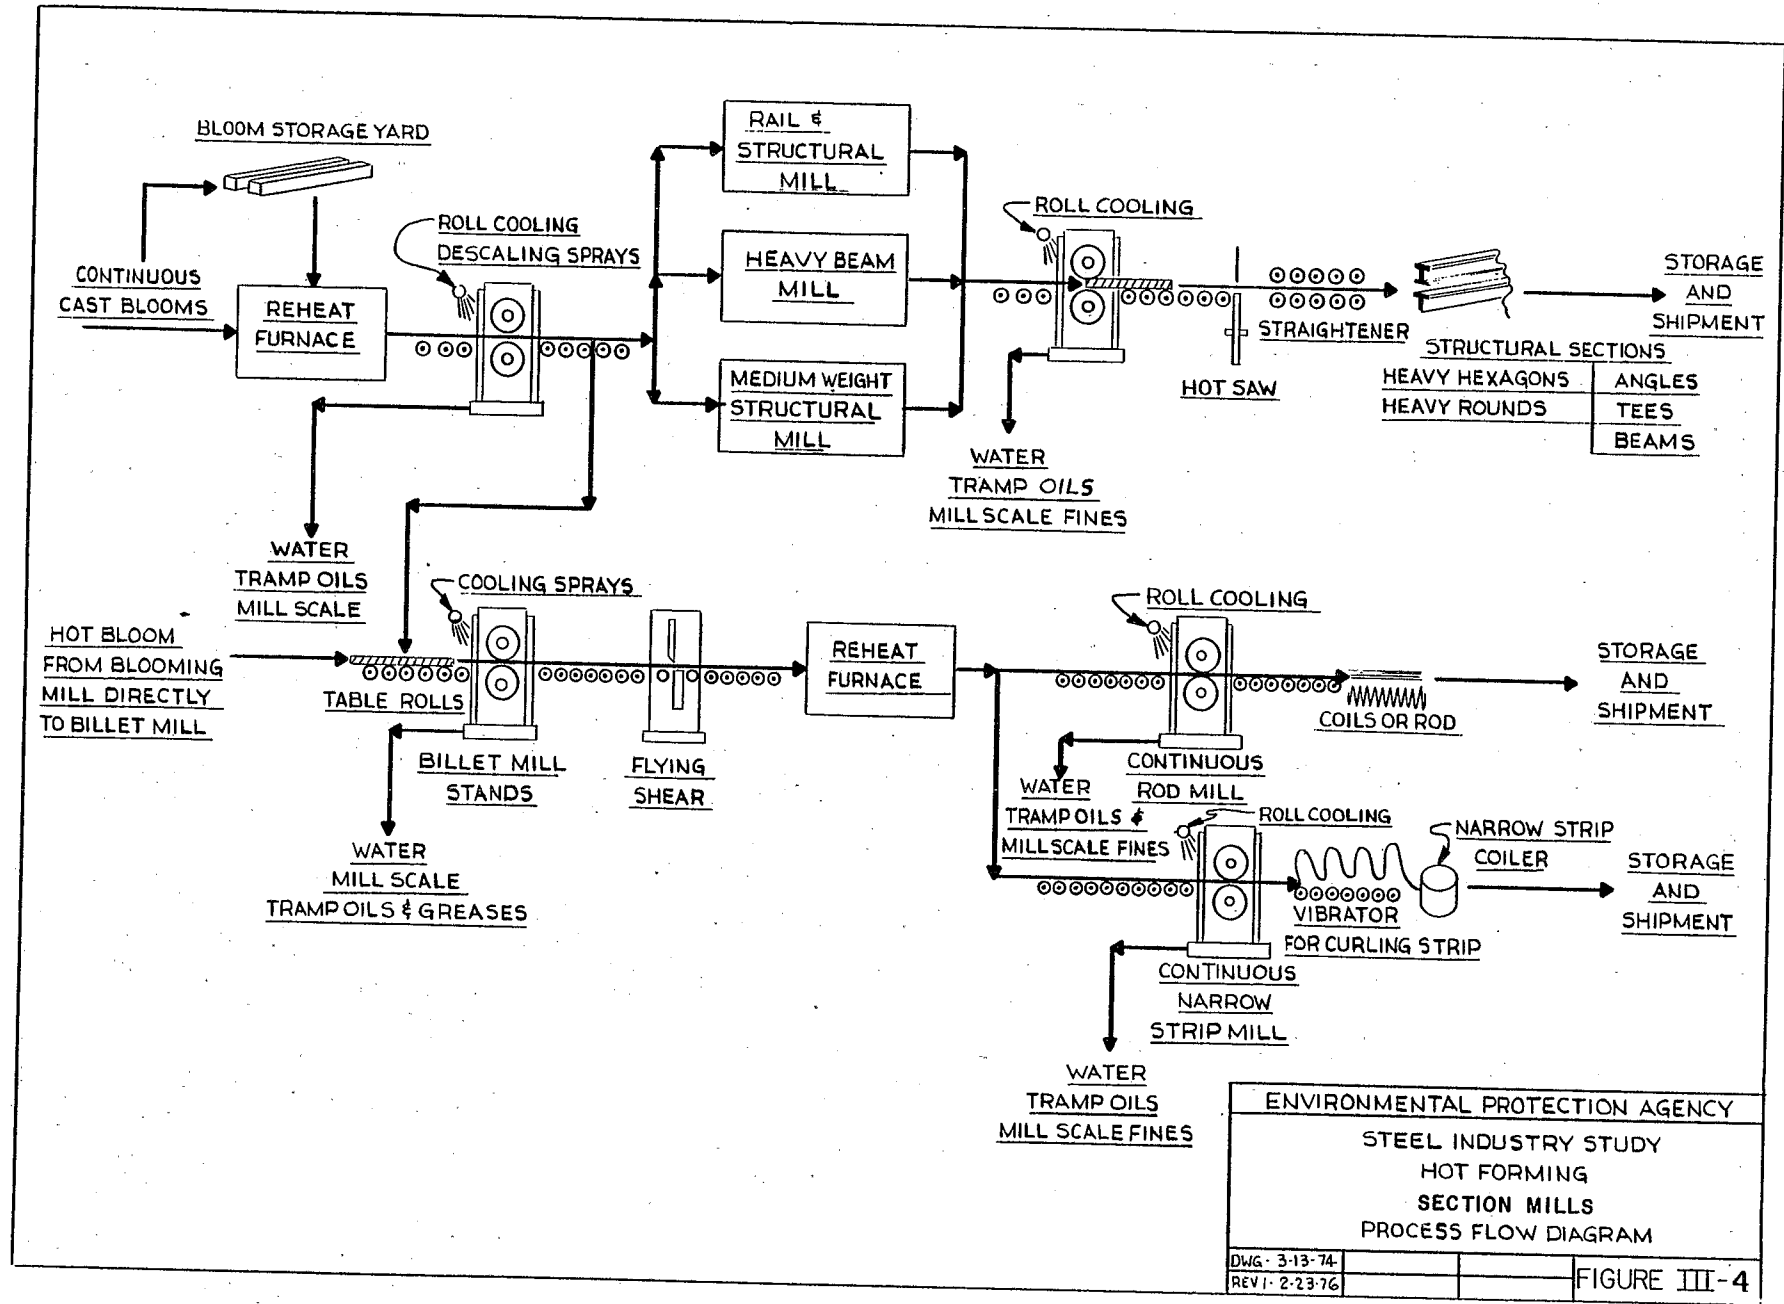 BLOOM STORAGE YARD
CONTINUOUS
CAST BLOOMS
REHEAT
FURNACE
ROLL COOLING
DESCALING SPRAYS
WATER
TRAMP OILS
MILL SCALE
RAIL &
STRUCTURAL
MILL
HEAVY BEAM
MILL
MEDIUM WEIGHT
STRUCTURAL
MILL
ROLL COOLING
WATER
TRAMP OILS
MILL SCALE FINES
HOT SAW
STRAIGHTENER
STORAGE
AND
SHIPMENT
STRUCTURAL SECTIONS
HEAVY HEXAGONS ANGLES
HEAVY ROUNDS TEES
BEAMS
HOT BLOOM
FROM BLOOMING
MILL DIRECTLY
TO BILLET MILL
TABLE ROLLS
COOLING SPRAYS
BILLET MILL
STANDS
WATER
MILL SCALE
TRAMP OILS & GREASES
FLYING
SHEAR
REHEAT
FURNACE
ROLL COOLING
CONTINUOUS
ROD MILL
WATER
TRAMP OILS &
MILL SCALE FINES
COILS OR ROD
STORAGE
AND
SHIPMENT
ROLL COOLING
CONTINUOUS
NARROW
STRIP MILL
WATER
TRAMP OILS
MILL SCALE FINES
VIBRATOR
FOR CURLING STRIP
NARROW STRIP
COILER
STORAGE
AND
SHIPMENT
ENVIRONMENTAL PROTECTION AGENCY
STEEL INDUSTRY STUDY
HOT FORMING
SECTION MILLS
PROCESS FLOW DIAGRAM
DWG· 3-13-74
REV 1· 2-23-76
FIGURE III-4